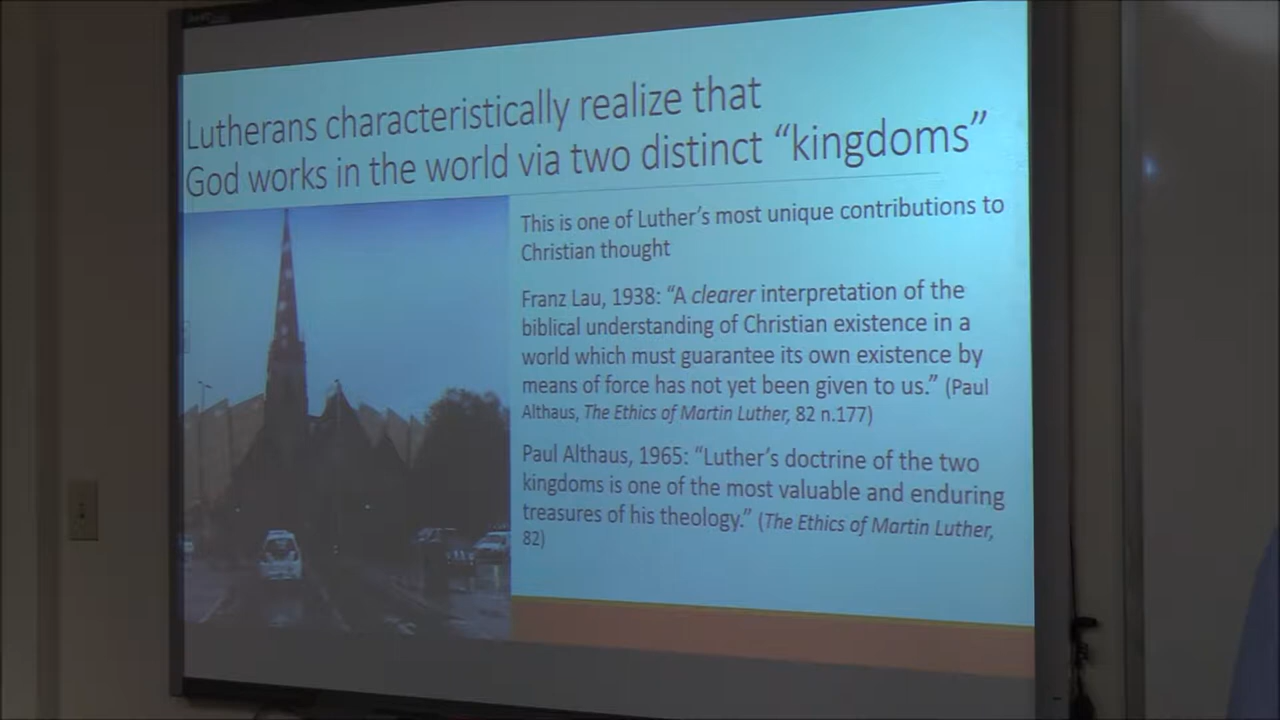 Lutherans characteristically realize that
God works in the world via two distinct “kingdoms”
This is one of Luther’s most unique contributions to
Christian thought
Franz Lau, 1938: “A clearer interpretation of the
biblical understanding of Christian existence in a
world which must guarantee its own existence by
means of force has not yet been given to us.” (Paul
Althaus, The Ethics of Martin Luther, 82 n.177)
Paul Althaus, 1965: “Luther’s doctrine of the two
kingdoms is one of the most valuable and enduring
treasures of his theology.” (The Ethics of Martin Luther,
82)